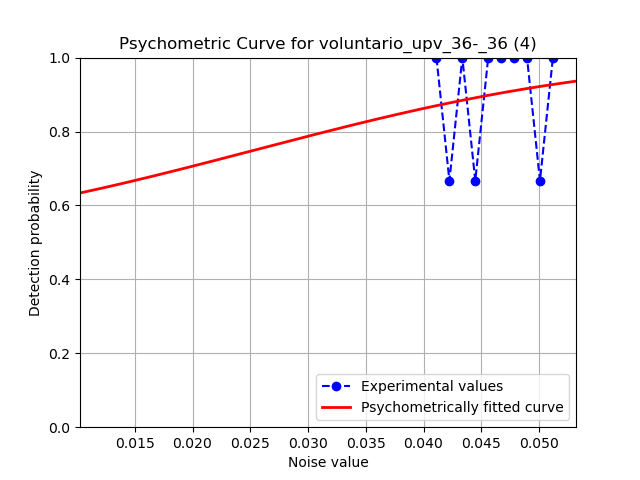 Psychometric Curve for voluntario_upv_36-_36 (4)
1.0
0.8
0.6
0.4
0.2
0.0
Detection probability
0.015 0.020 0.025 0.030 0.035 0.040 0.045 0.050
Noise value
Experimental values
Psychometrically fitted curve